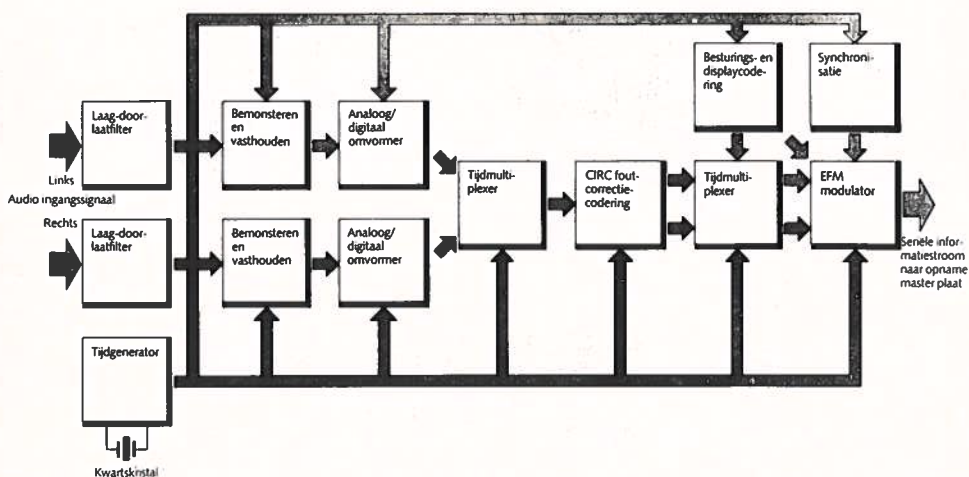 Besturings- en
displaycode-
ring
Synchroni-
satie
Laag-door-
laatfilter
Bemonsteren
en
vasthouden
Analoog/
digitaal
omvormer
Links
Audio ingangssignaal
Rechts
Tijdmulti-
plexer
CIRC fout-
correctie-
codering
Tijdmulti-
plexer
EFM
modulator
Seriële infor-
matiestroom
naar opname
master plaat
Laag-door-
laatfilter
Bemonsteren
en
vasthouden
Analoog/
digitaal
omvormer
Tijdgenerator
Kwartskristal